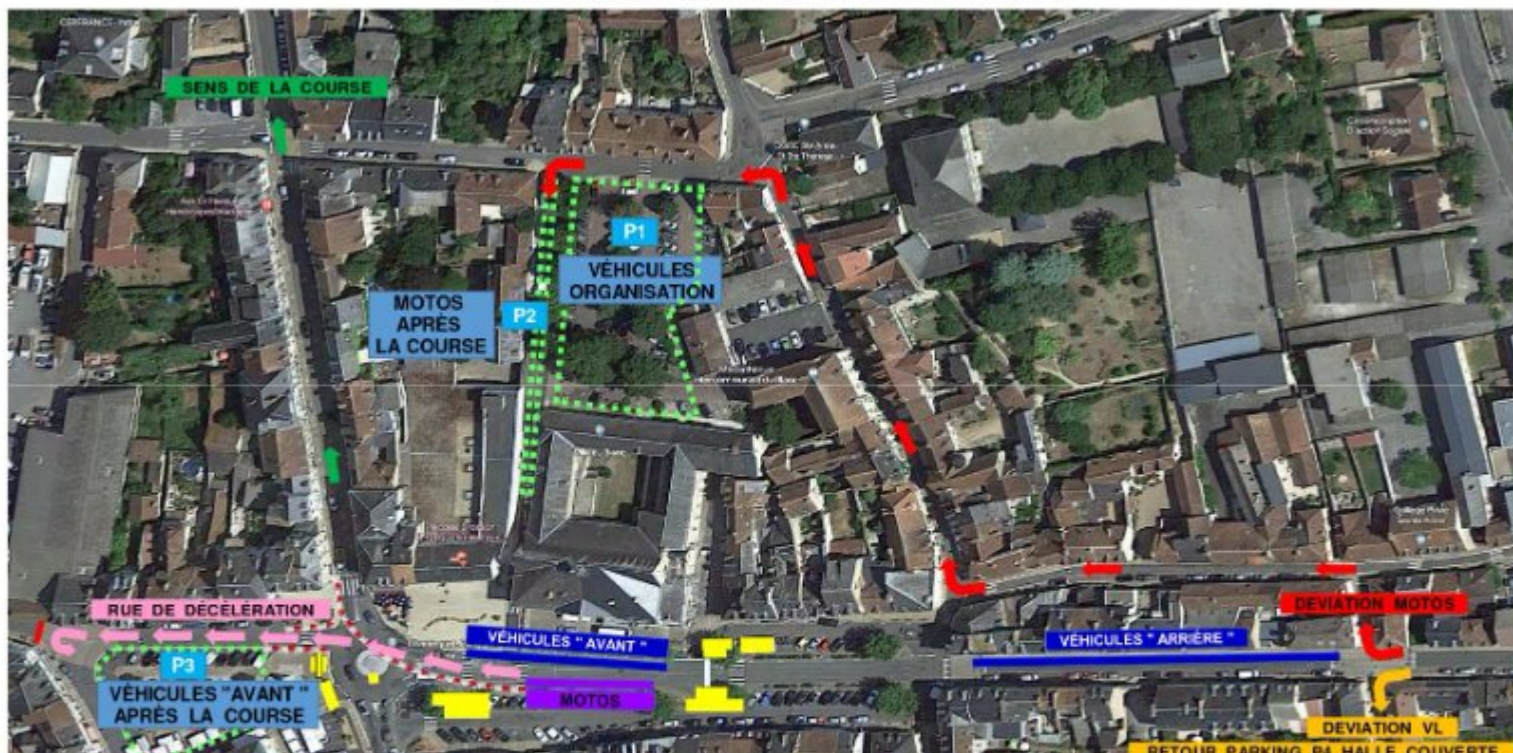 SENS DE LA COURSE
P1
VÉHICULES
ORGANISATION
MOTOS
APRÈS
LA COURSE
P2
RUE DE DÉCÉLÉRATION
P3
VÉHICULES "AVANT"
APRÈS LA COURSE
VÉHICULES "AVANT"
MOTOS
VÉHICULES "ARRIÈRE"
DEVIATION MOTOS
DEVIATION VL
RETOUR PARKING P4 HALLE COUVERTE